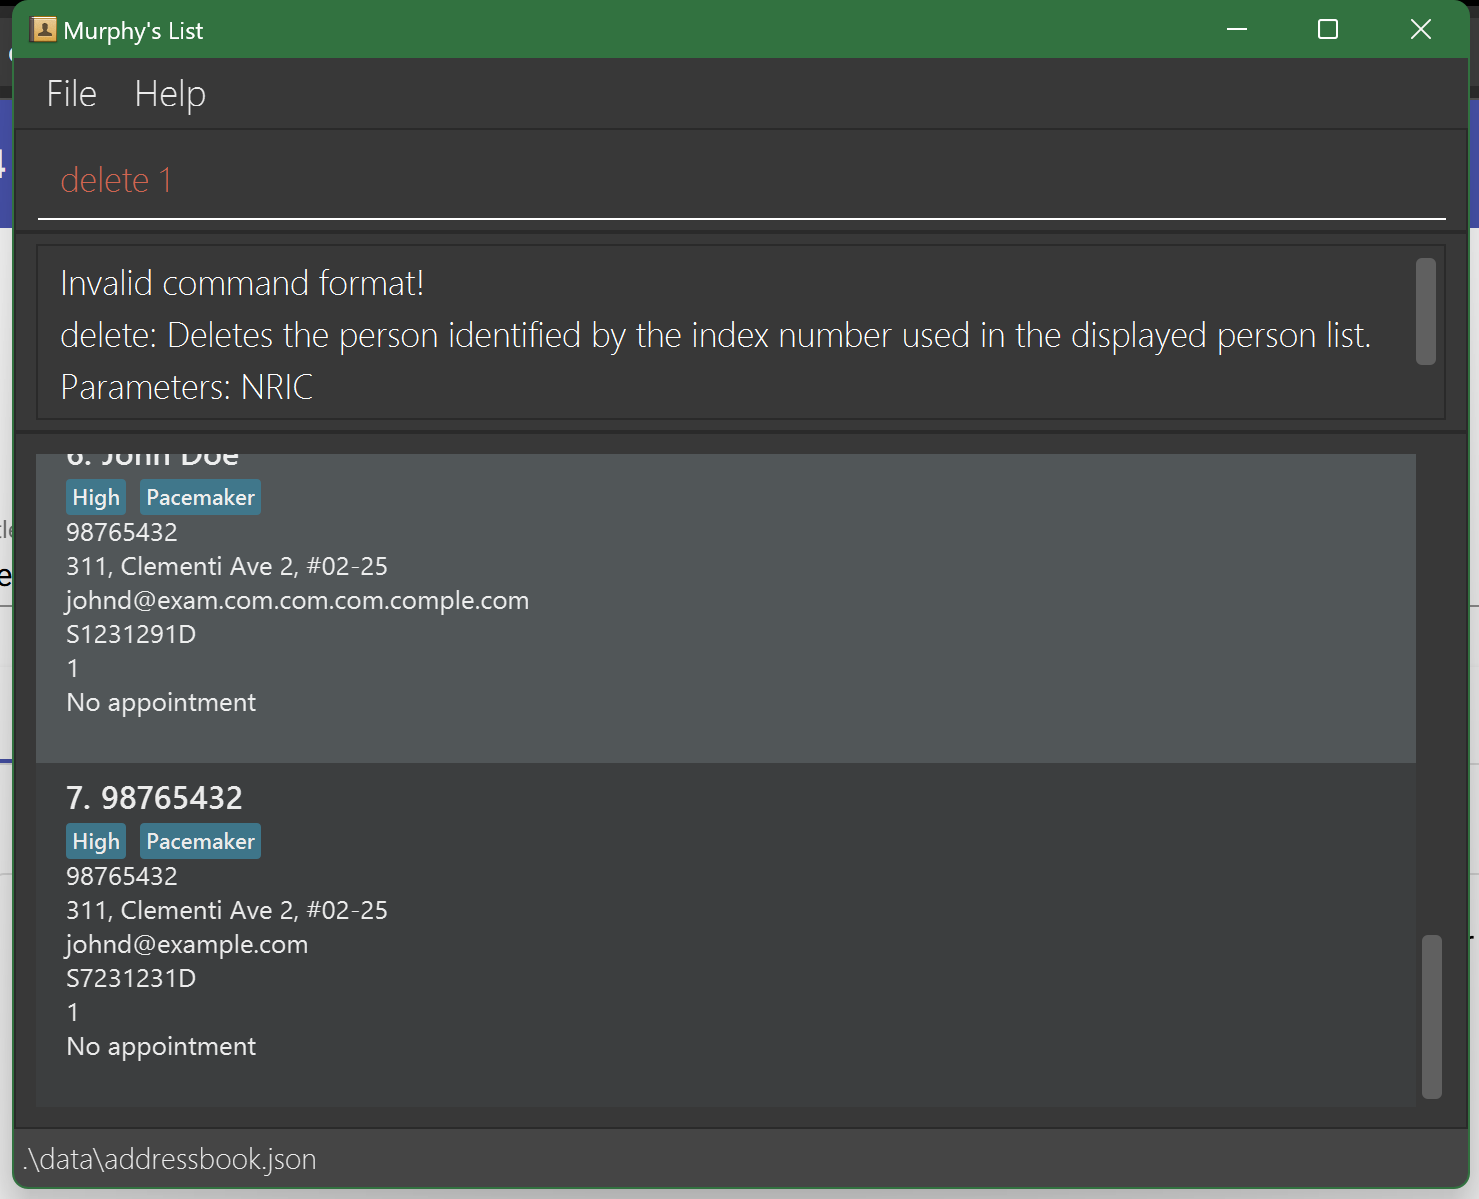 Murphy's List
File Help
delete 1
Invalid command format!
delete: Deletes the person identified by the index number used in the displayed person list.
Parameters: NRIC
6. John Doe
High Pacemaker
98765432
311, Clementi Ave 2, #02-25
johnd@exam.com.com.com.comple.com
S1231291D
1
No appointment
7. 98765432
High Pacemaker
98765432
311, Clementi Ave 2, #02-25
johnd@example.com
S7231231D
1
No appointment
.\data\addressbook.json